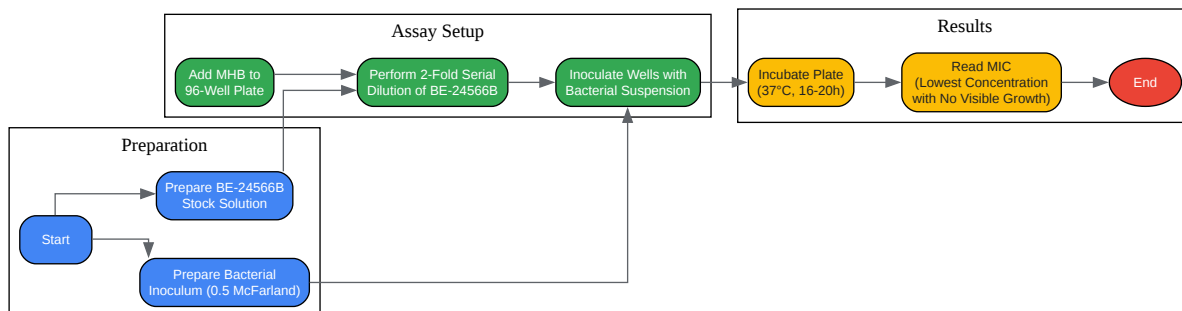 Assay Setup
Add MHB to
96-Well Plate
Perform 2-Fold Serial
Dilution of BE-24566B
Inoculate Wells with
Bacterial Suspension
Results
Incubate Plate
(37°C, 16-20h)
Read MIC
(Lowest Concentration
with No Visible Growth)
End
Preparation
Start
Prepare BE-24566B
Stock Solution
Prepare Bacterial
Inoculum (0.5 McFarland)